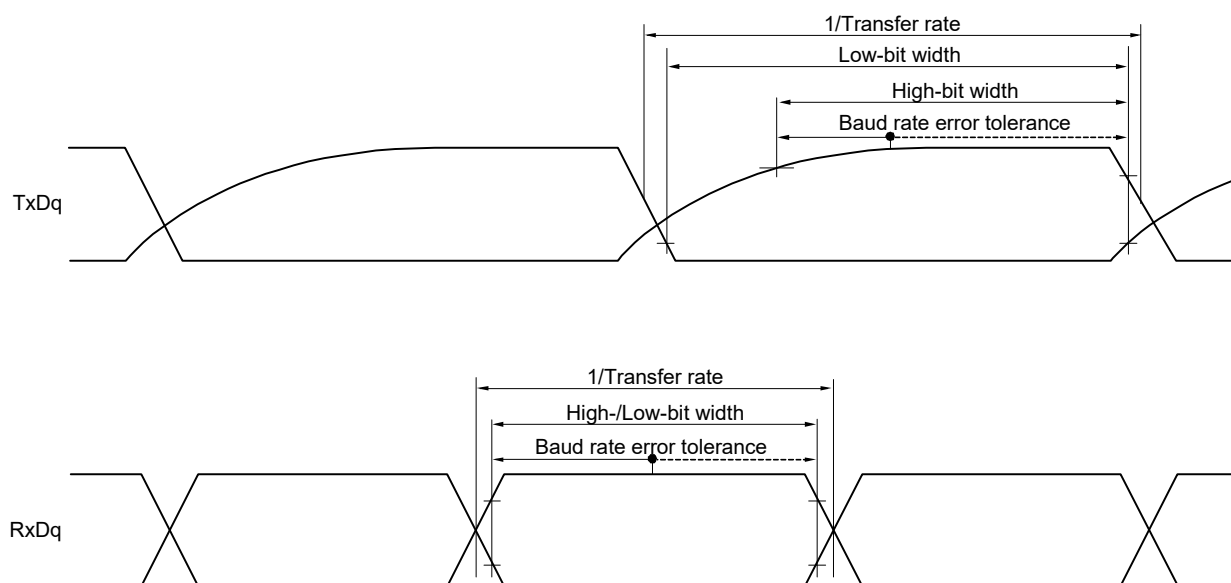 1/Transfer rate
Low-bit width
High-bit width
Baud rate error tolerance
TxDq
1/Transfer rate
High-/Low-bit width
Baud rate error tolerance
RxDq